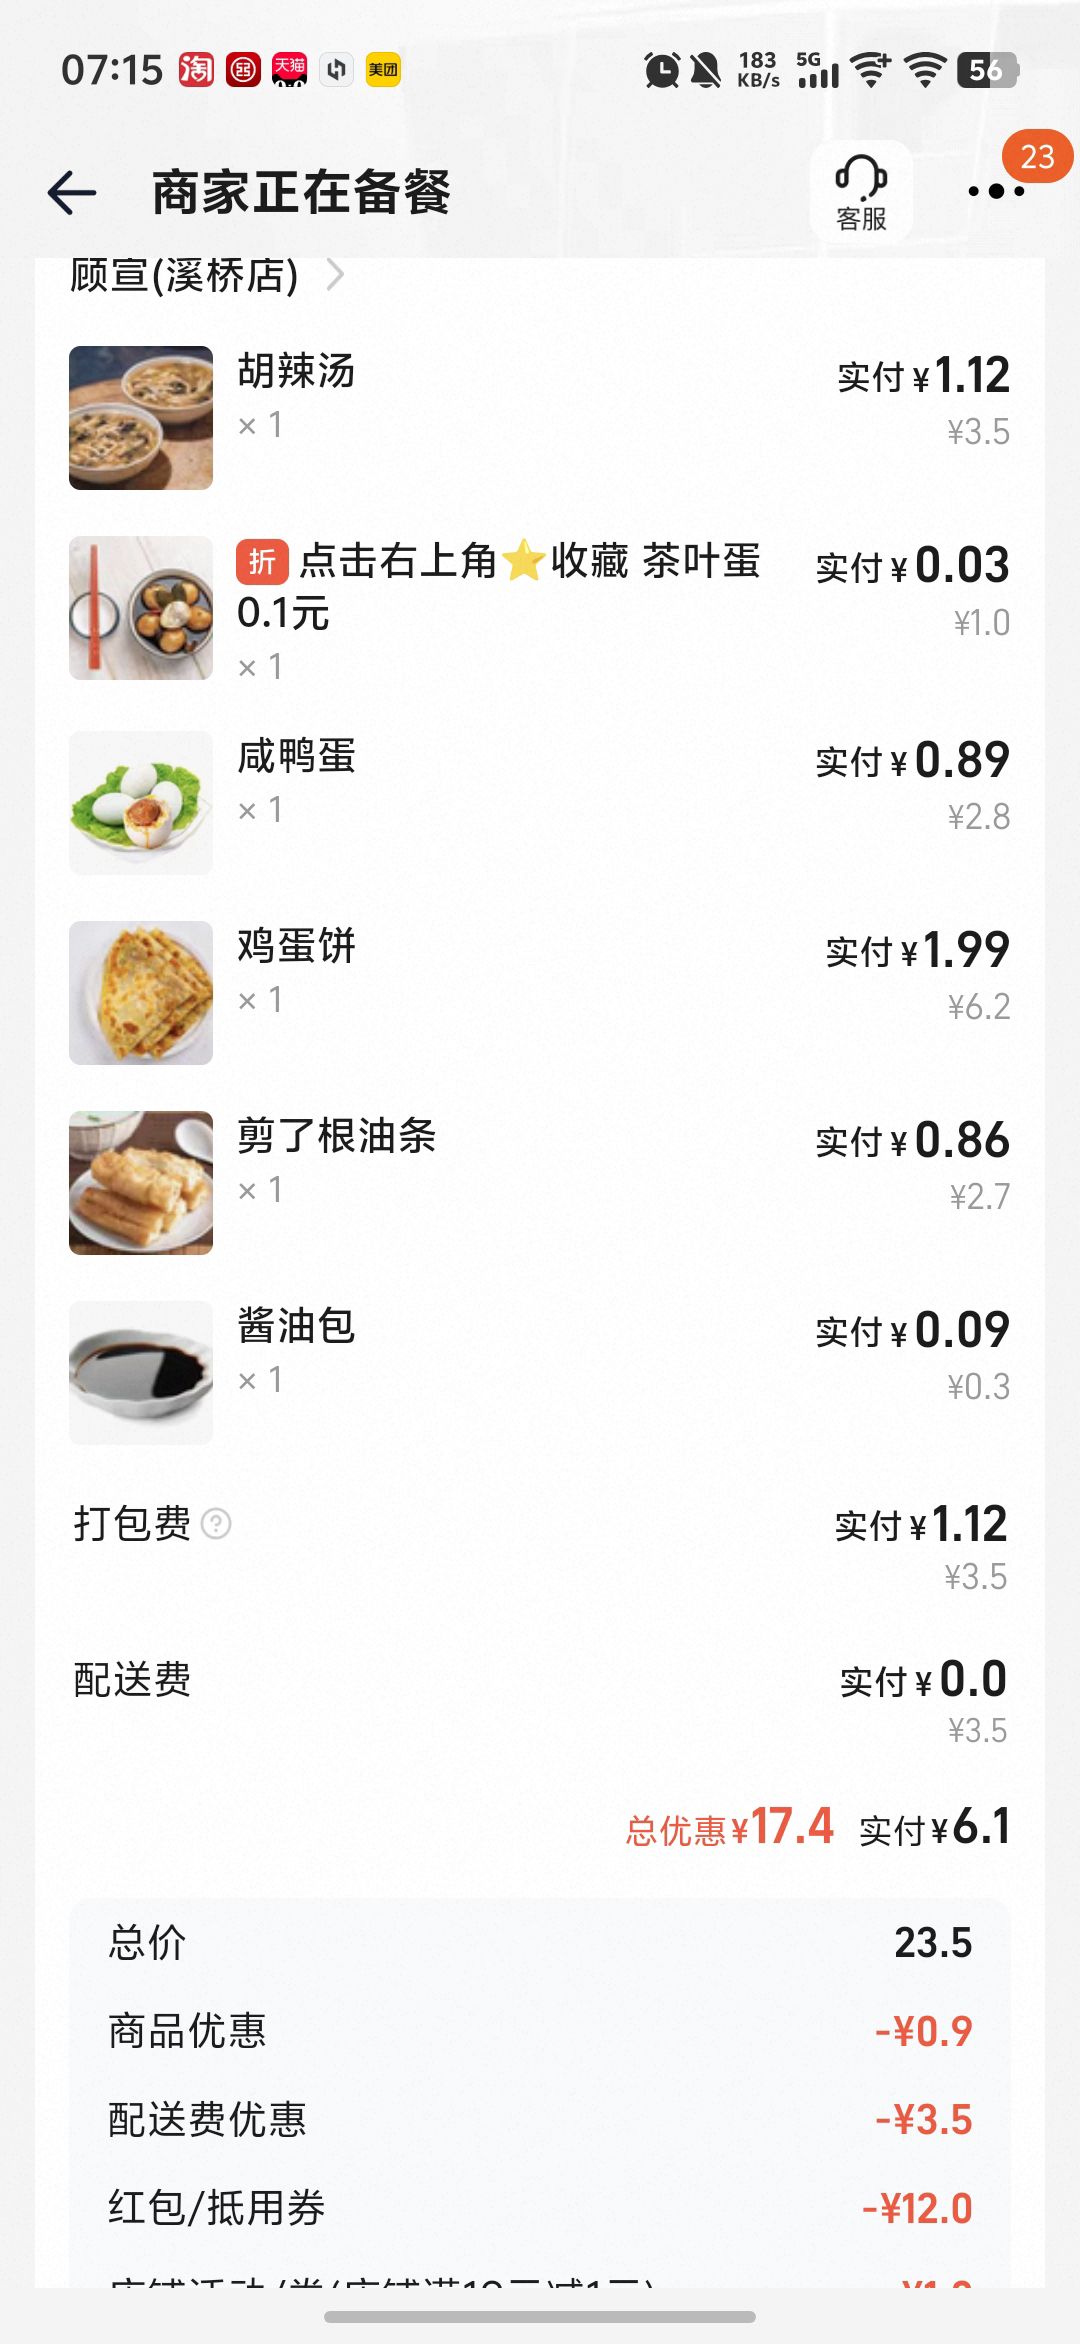 07:15 淘 天猫 美团 183 KB/s 5G 56
商家正在备餐
客服
23
顾宣(溪桥店)
胡辣汤
实付¥1.12
× 1
¥3.5
折 点击右上角⭐收藏 茶叶蛋
0.1元
实付¥0.03
¥1.0
× 1
咸鸭蛋
实付¥0.89
× 1
¥2.8
鸡蛋饼
实付¥1.99
× 1
¥6.2
剪了根油条
实付¥0.86
× 1
¥2.7
酱油包
实付¥0.09
× 1
¥0.3
打包费 ?
实付¥1.12
¥3.5
配送费
实付¥0.0
¥3.5
总优惠¥17.4 实付¥6.1
总价 23.5
商品优惠 -¥0.9
配送费优惠 -¥3.5
红包/抵用券 -¥12.0